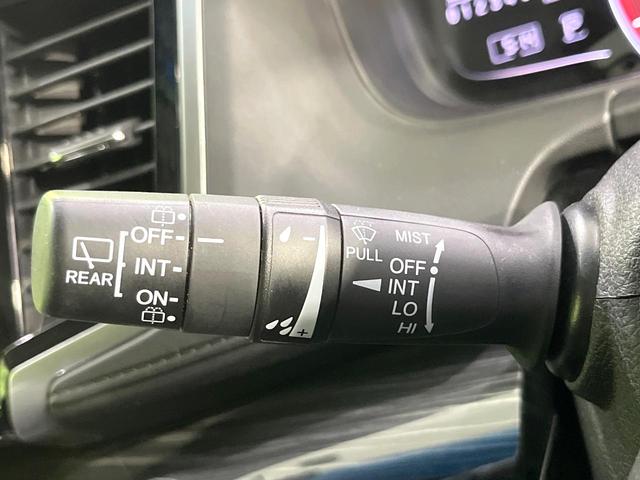 REAR
OFF
INT
ON
−
+
PULL
MIST
OFF
INT
LO
HI